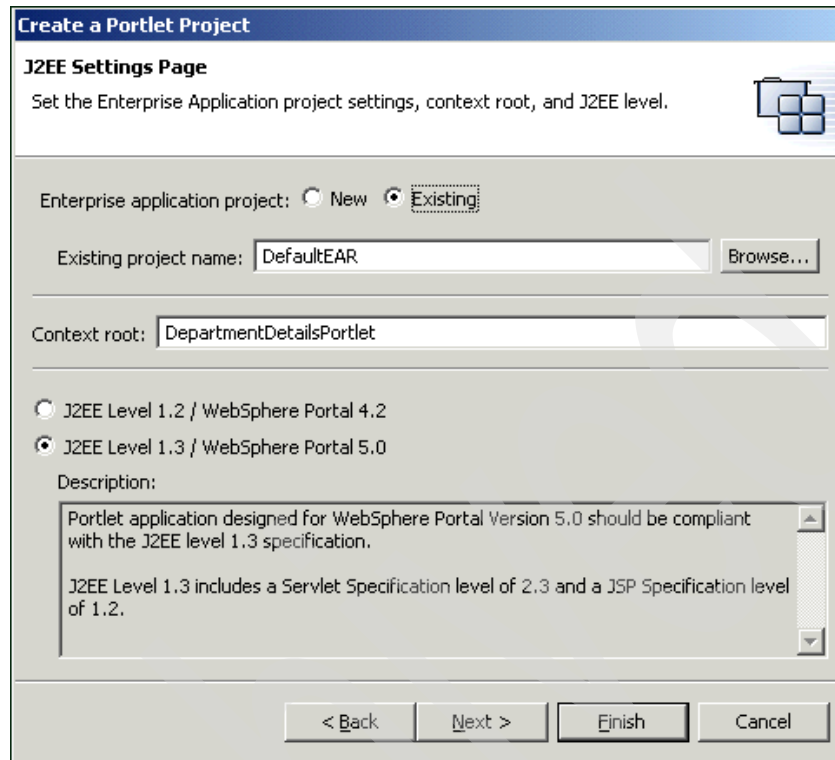 Create a Portlet Project
J2EE Settings Page
Set the Enterprise Application project settings, context root, and J2EE level.
Enterprise application project: New Existing
Existing project name: DefaultEAR Browse...
Context root: DepartmentDetailsPortlet
J2EE Level 1.2 / WebSphere Portal 4.2
J2EE Level 1.3 / WebSphere Portal 5.0
Description:
Portlet application designed for WebSphere Portal Version 5.0 should be compliant
with the J2EE level 1.3 specification.
J2EE Level 1.3 includes a Servlet Specification level of 2.3 and a JSP Specification level
of 1.2.
< Back Next > Finish Cancel